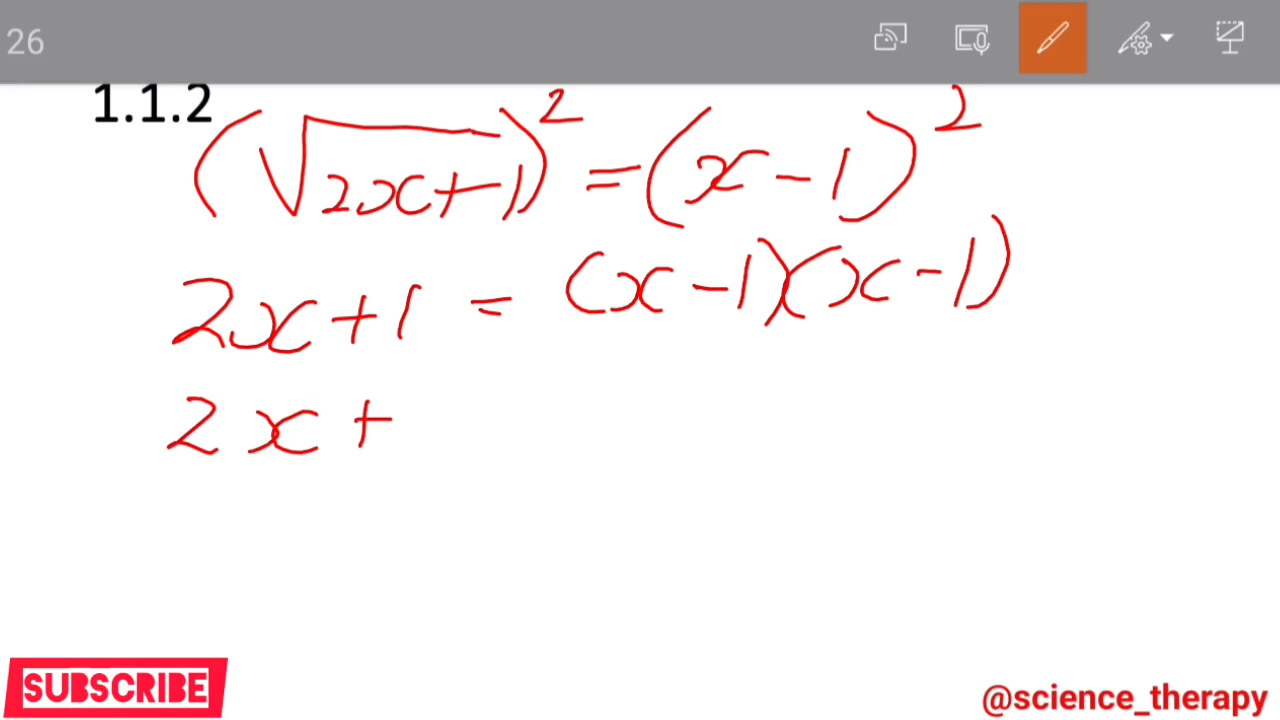 26
1.1.2
(√2x+1)² = (x-1)²
2x+1 = (x-1)(x-1)
2x+
SUBSCRIBE
@science_therapy